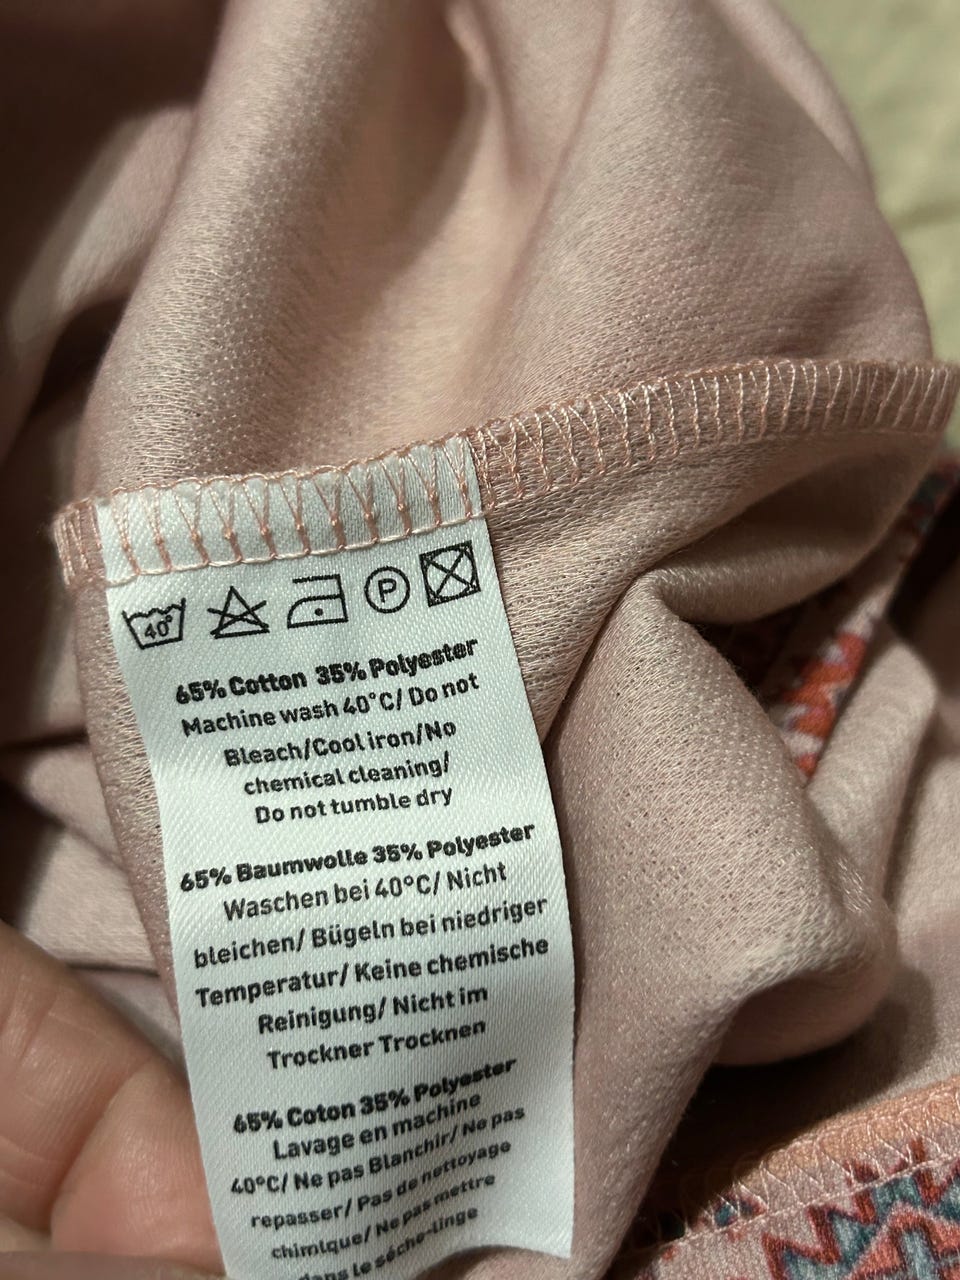 40° P
65% Cotton 35% Polyester
Machine wash 40°C/ Do not
Bleach/Cool iron/No
chemical cleaning/
Do not tumble dry
65% Baumwolle 35% Polyester
Waschen bei 40°C/ Nicht
bleichen/ Bügeln bei niedriger
Temperatur/ Keine chemische
Reinigung/ Nicht im
Trockner Trocknen
65% Coton 35% Polyester
Lavage en machine
40°C/ Ne pas Blanchir/ Ne pas
repasser/ Pas de nettoyage
chimique/ Ne pas mettre
dans le sèche-linge